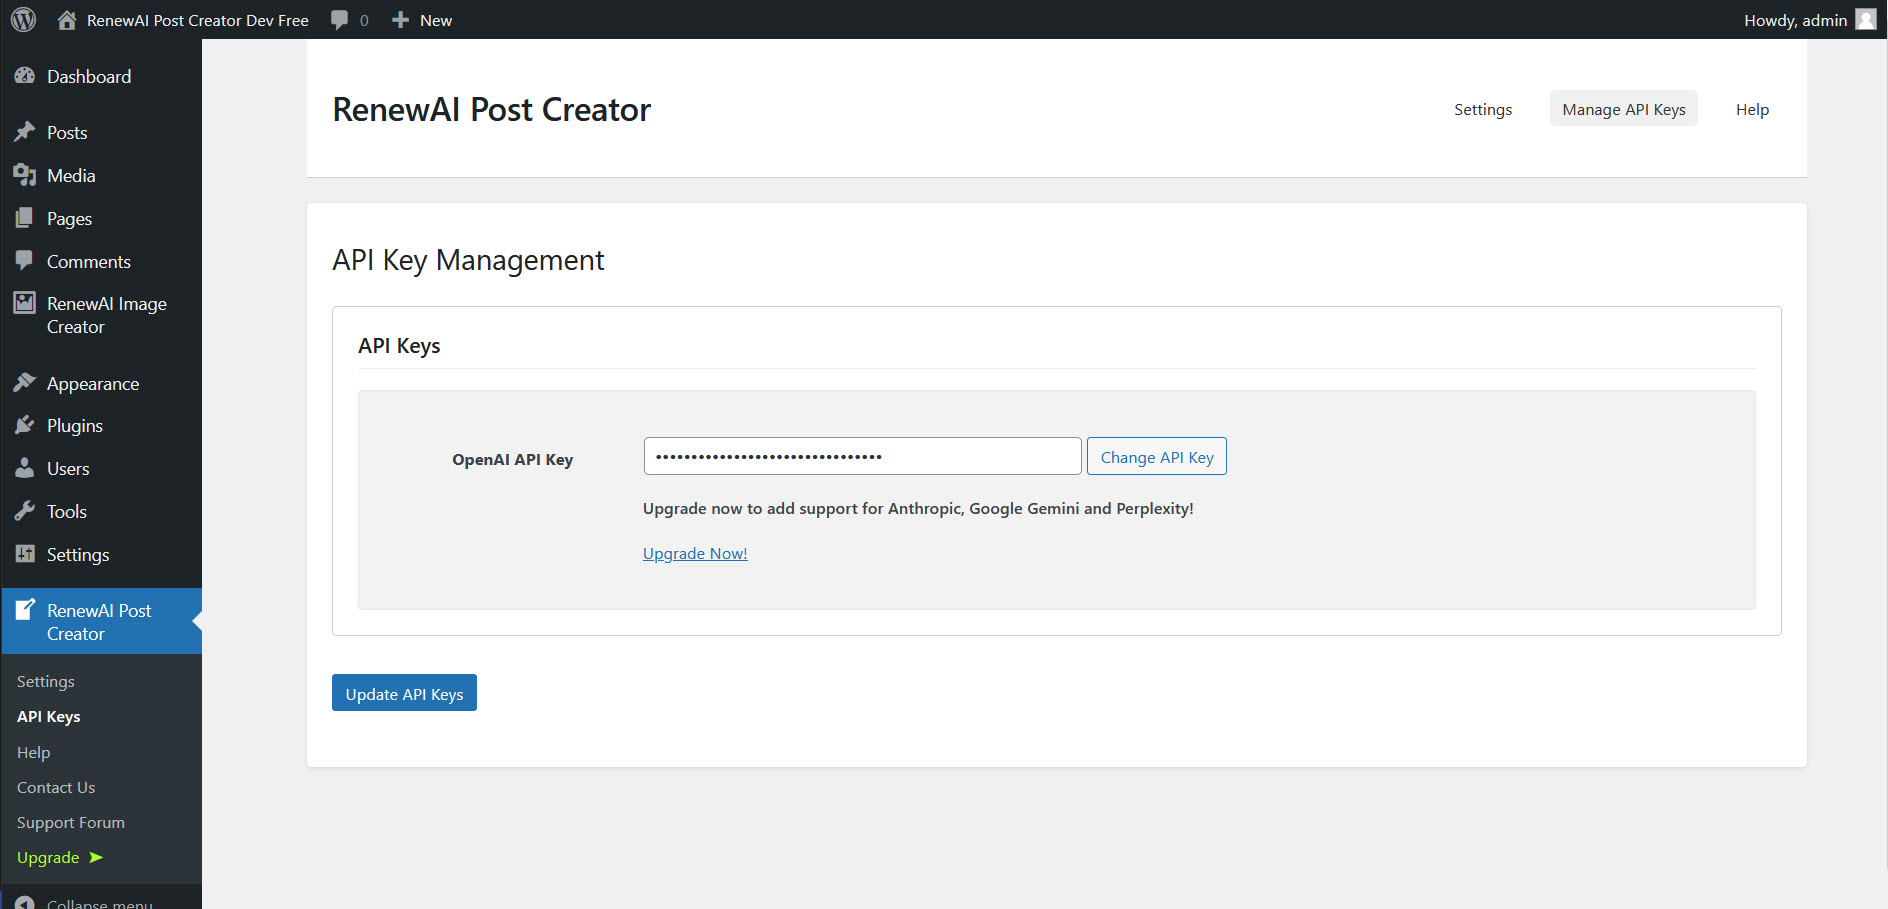 RenewAI Post Creator Dev Free 0 New Howdy, admin
Dashboard
Posts
Media
Pages
Comments
RenewAI Image
Creator
Appearance
Plugins
Users
Tools
Settings
RenewAI Post
Creator
Settings
API Keys
Help
Contact Us
Support Forum
Upgrade ➤
Collapse menu
RenewAI Post Creator
Settings Manage API Keys Help
API Key Management
API Keys
OpenAI API Key •••••••••••••••••••••••••••••••• Change API Key
Upgrade now to add support for Anthropic, Google Gemini and Perplexity!
Upgrade Now!
Update API Keys